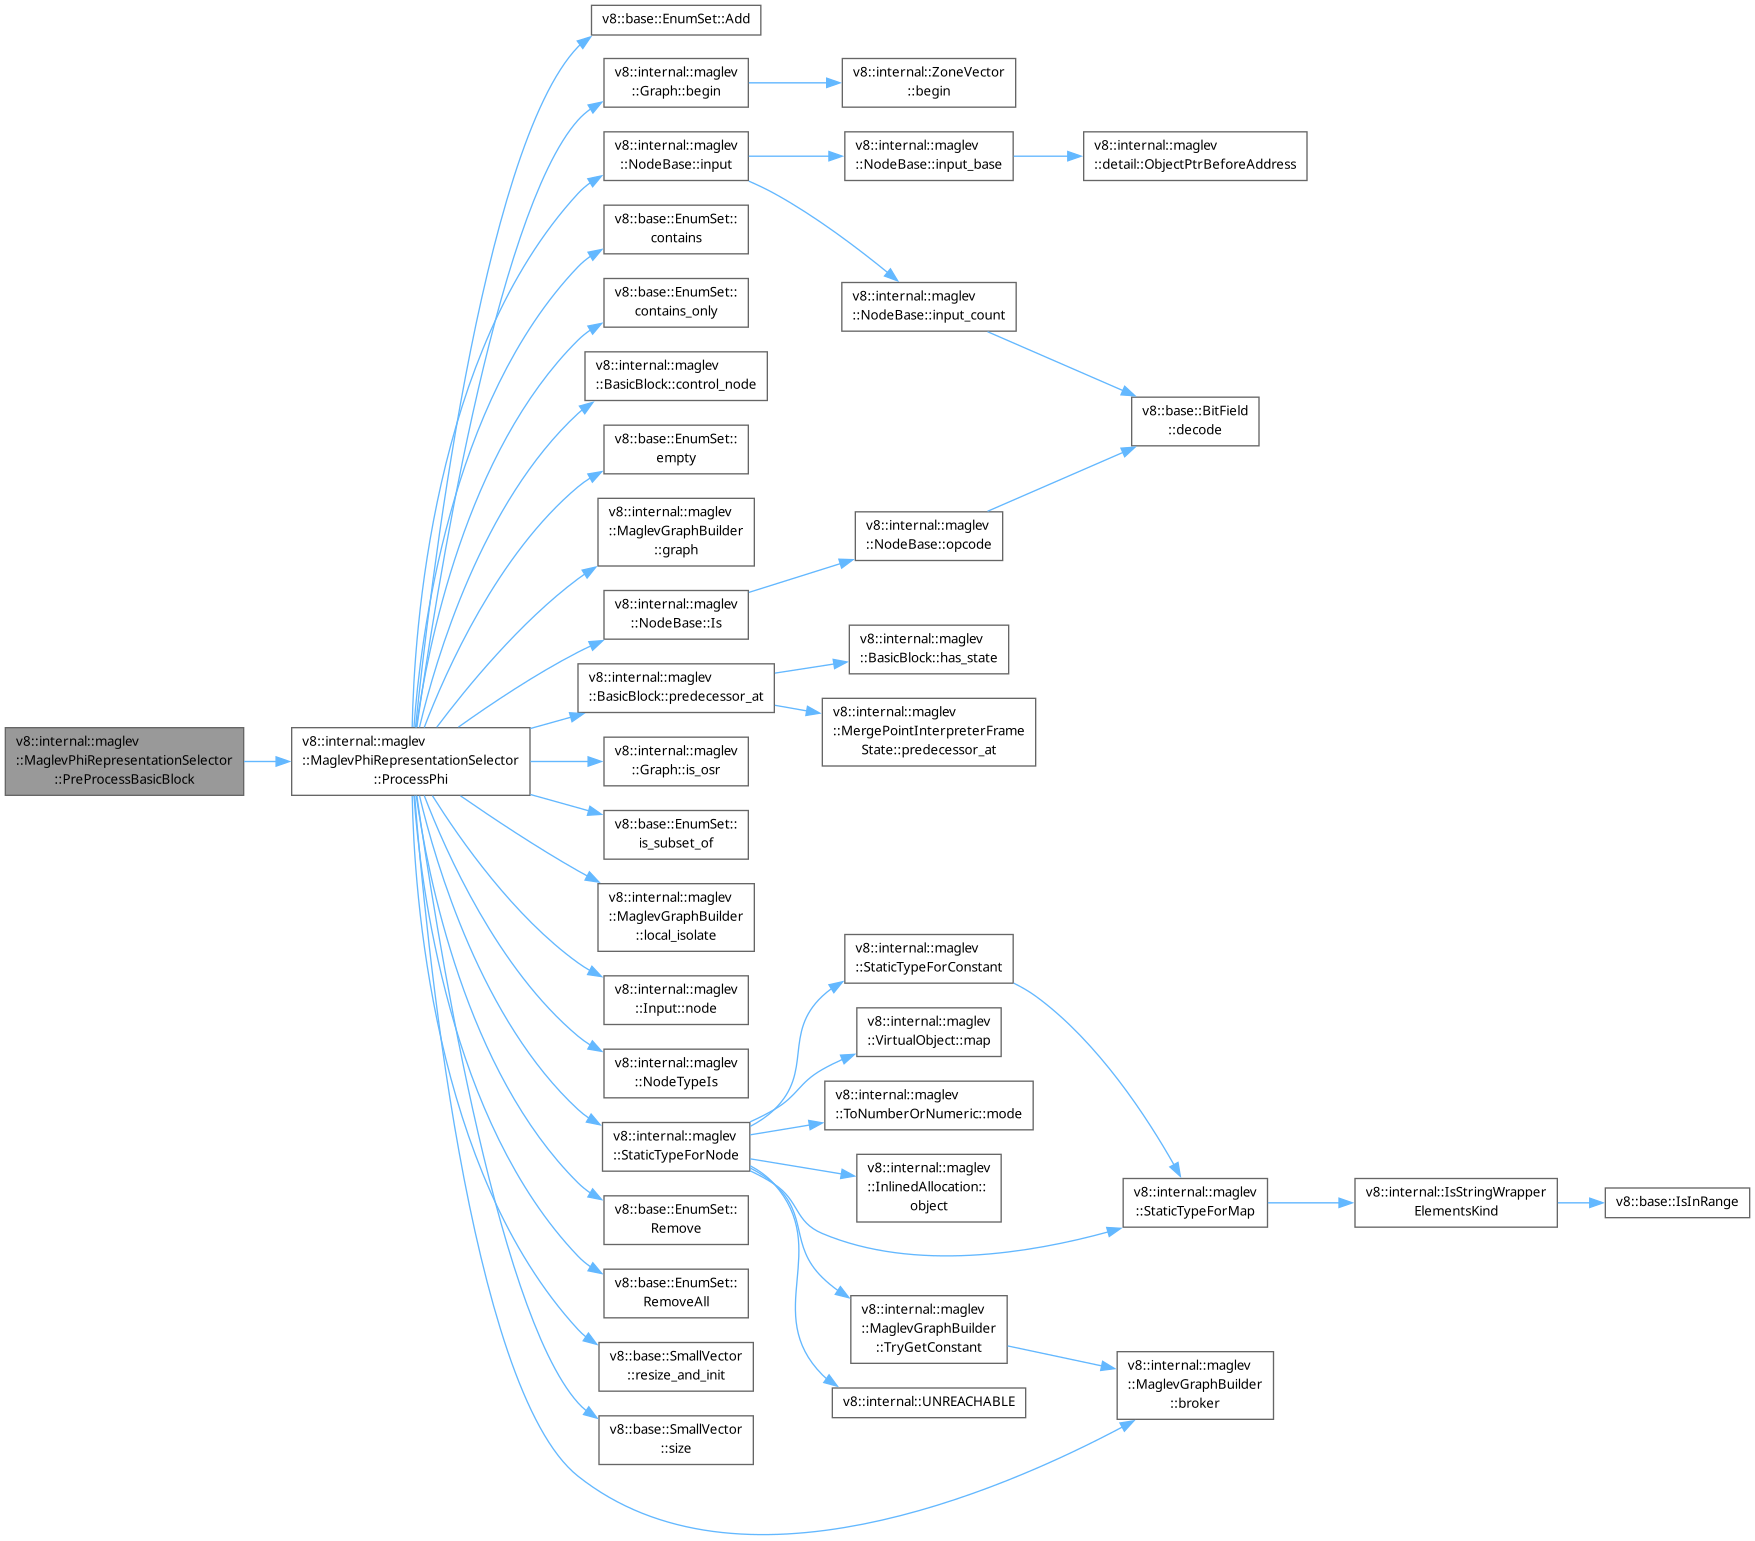 v8::internal::maglev
::MaglevPhiRepresentationSelector
::PreProcessBasicBlock
v8::internal::maglev
::MaglevPhiRepresentationSelector
::ProcessPhi
v8::base::EnumSet::Add
v8::internal::maglev
::Graph::begin
v8::internal::ZoneVector
::begin
v8::internal::maglev
::NodeBase::input
v8::internal::maglev
::NodeBase::input_base
v8::internal::maglev
::detail::ObjectPtrBeforeAddress
v8::base::EnumSet::
contains
v8::base::EnumSet::
contains_only
v8::internal::maglev
::NodeBase::input_count
v8::internal::maglev
::BasicBlock::control_node
v8::base::BitField
::decode
v8::base::EnumSet::
empty
v8::internal::maglev
::MaglevGraphBuilder
::graph
v8::internal::maglev
::NodeBase::opcode
v8::internal::maglev
::NodeBase::Is
v8::internal::maglev
::BasicBlock::predecessor_at
v8::internal::maglev
::BasicBlock::has_state
v8::internal::maglev
::MergePointInterpreterFrame
State::predecessor_at
v8::internal::maglev
::Graph::is_osr
v8::base::EnumSet::
is_subset_of
v8::internal::maglev
::MaglevGraphBuilder
::local_isolate
v8::internal::maglev
::Input::node
v8::internal::maglev
::NodeTypeIs
v8::internal::maglev
::StaticTypeForNode
v8::internal::maglev
::StaticTypeForConstant
v8::internal::maglev
::VirtualObject::map
v8::internal::maglev
::ToNumberOrNumeric::mode
v8::internal::maglev
::InlinedAllocation::
object
v8::internal::maglev
::StaticTypeForMap
v8::internal::IsStringWrapper
ElementsKind
v8::base::IsInRange
v8::base::EnumSet::
Remove
v8::base::EnumSet::
RemoveAll
v8::internal::maglev
::MaglevGraphBuilder
::TryGetConstant
v8::base::SmallVector
::resize_and_init
v8::internal::maglev
::MaglevGraphBuilder
::broker
v8::internal::UNREACHABLE
v8::base::SmallVector
::size